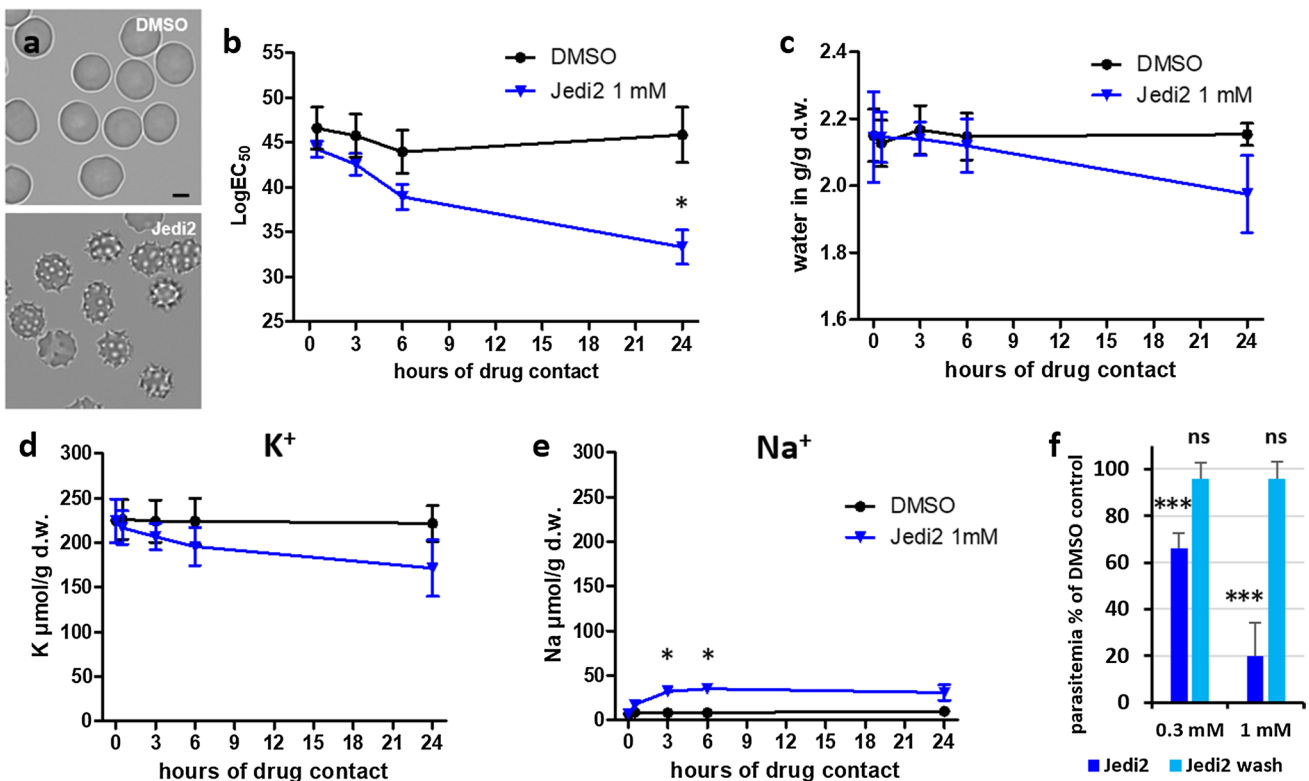 a
DMSO
Jedi2
b
DMSO
Jedi2 1 mM
55
50
45
40
35
30
25
LogEC50
*
0 3 6 9 12 15 18 21 24
hours of drug contact
c
DMSO
Jedi2 1 mM
2.4
2.2
2.0
1.8
1.6
water in g/g d.w.
0 3 6 9 12 15 18 21 24
hours of drug contact
d
K+
300
250
200
150
100
50
0
K µmol/g d.w.
0 3 6 9 12 15 18 21 24
hours of drug contact
e
Na+
DMSO
Jedi2 1mM
300
250
200
150
100
50
0
Na µmol/g d.w.
* *
0 3 6 9 12 15 18 21 24
hours of drug contact
f
ns ns
*** ***
100
80
60
40
20
0
parasitemia % of DMSO control
0.3 mM 1 mM
Jedi2 Jedi2 wash